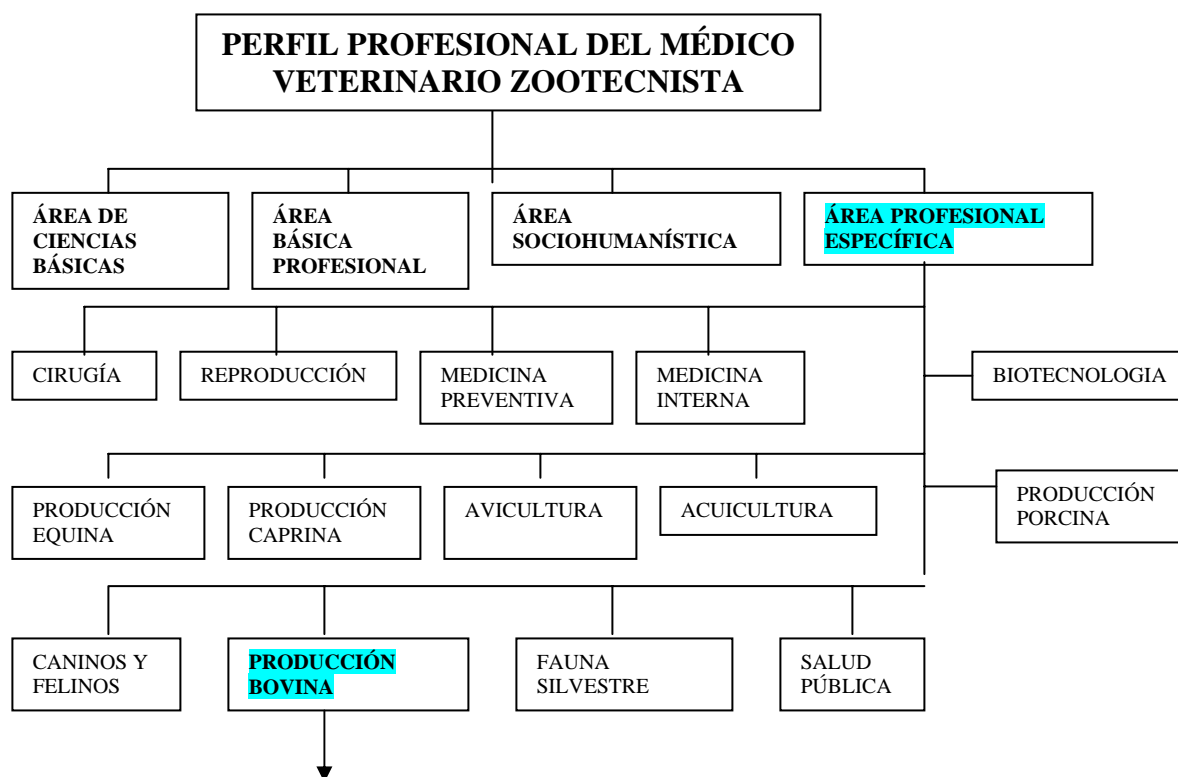 PERFIL PROFESIONAL DEL MÉDICO
VETERINARIO ZOOTECNISTA
ÁREA DE
CIENCIAS
BÁSICAS
ÁREA
BÁSICA
PROFESIONAL
ÁREA
SOCIOHUMANÍSTICA
ÁREA PROFESIONAL
ESPECÍFICA
CIRUGÍA
REPRODUCCIÓN
MEDICINA
PREVENTIVA
MEDICINA
INTERNA
BIOTECNOLOGIA
PRODUCCIÓN
EQUINA
PRODUCCIÓN
CAPRINA
AVICULTURA
ACUICULTURA
PRODUCCIÓN
PORCINA
CANINOS Y
FELINOS
PRODUCCIÓN
BOVINA
FAUNA
SILVESTRE
SALUD
PÚBLICA